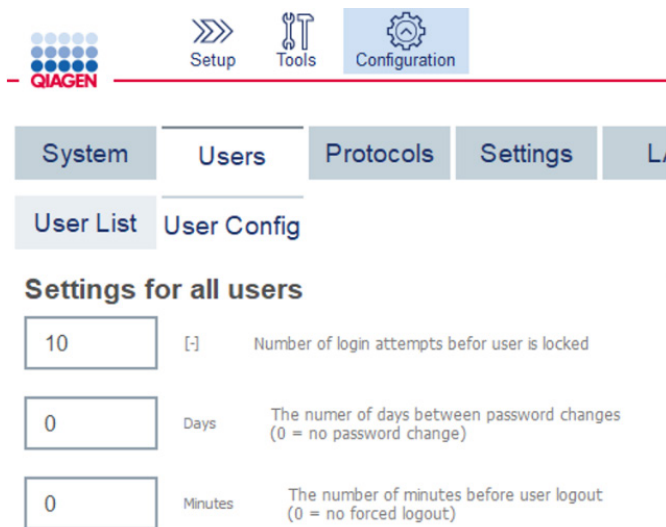 QIAGEN
Setup
Tools
Configuration
System
Users
Protocols
Settings
User List
User Config
Settings for all users
10
[-]
Number of login attempts befor user is locked
0
Days
The numer of days between password changes
(0 = no password change)
0
Minutes
The number of minutes before user logout
(0 = no forced logout)